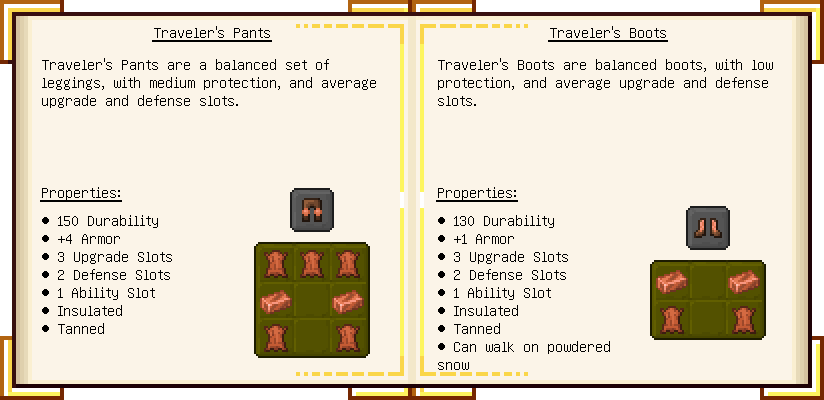 Traveler's Pants
Traveler's Pants are a balanced set of
leggings, with medium protection, and average
upgrade and defense slots.
Properties:
● 150 Durability
● +4 Armor
● 3 Upgrade Slots
● 2 Defense Slots
● 1 Ability Slot
● Insulated
● Tanned
Traveler's Boots
Traveler's Boots are balanced boots, with low
protection, and average upgrade and defense
slots.
Properties:
● 130 Durability
● +1 Armor
● 3 Upgrade Slots
● 2 Defense Slots
● 1 Ability Slot
● Insulated
● Tanned
● Can walk on powdered
snow